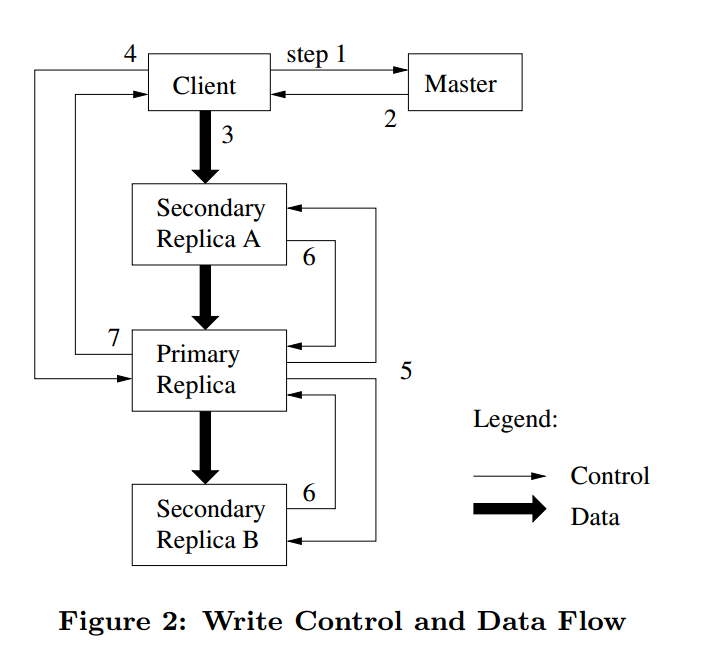 4
step 1
Client
Master
2
3
Secondary
Replica A
6
7
Primary
Replica
5
Legend:
Control
6
Secondary
Replica B
Data
Figure 2: Write Control and Data Flow